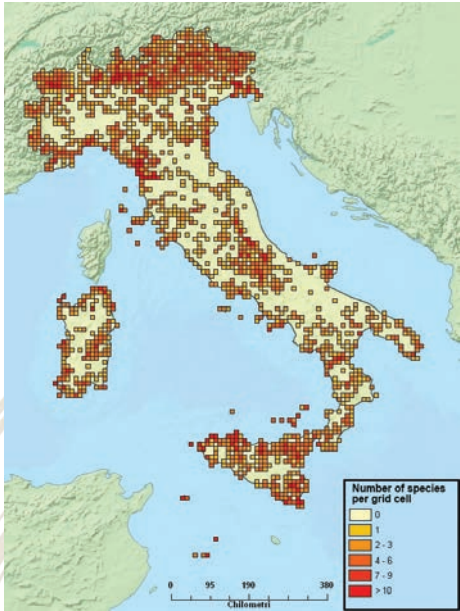 Number of species
per grid cell
0
1
2 - 3
4 - 6
7 - 9
> 10
0 95 190 380
Chilometri